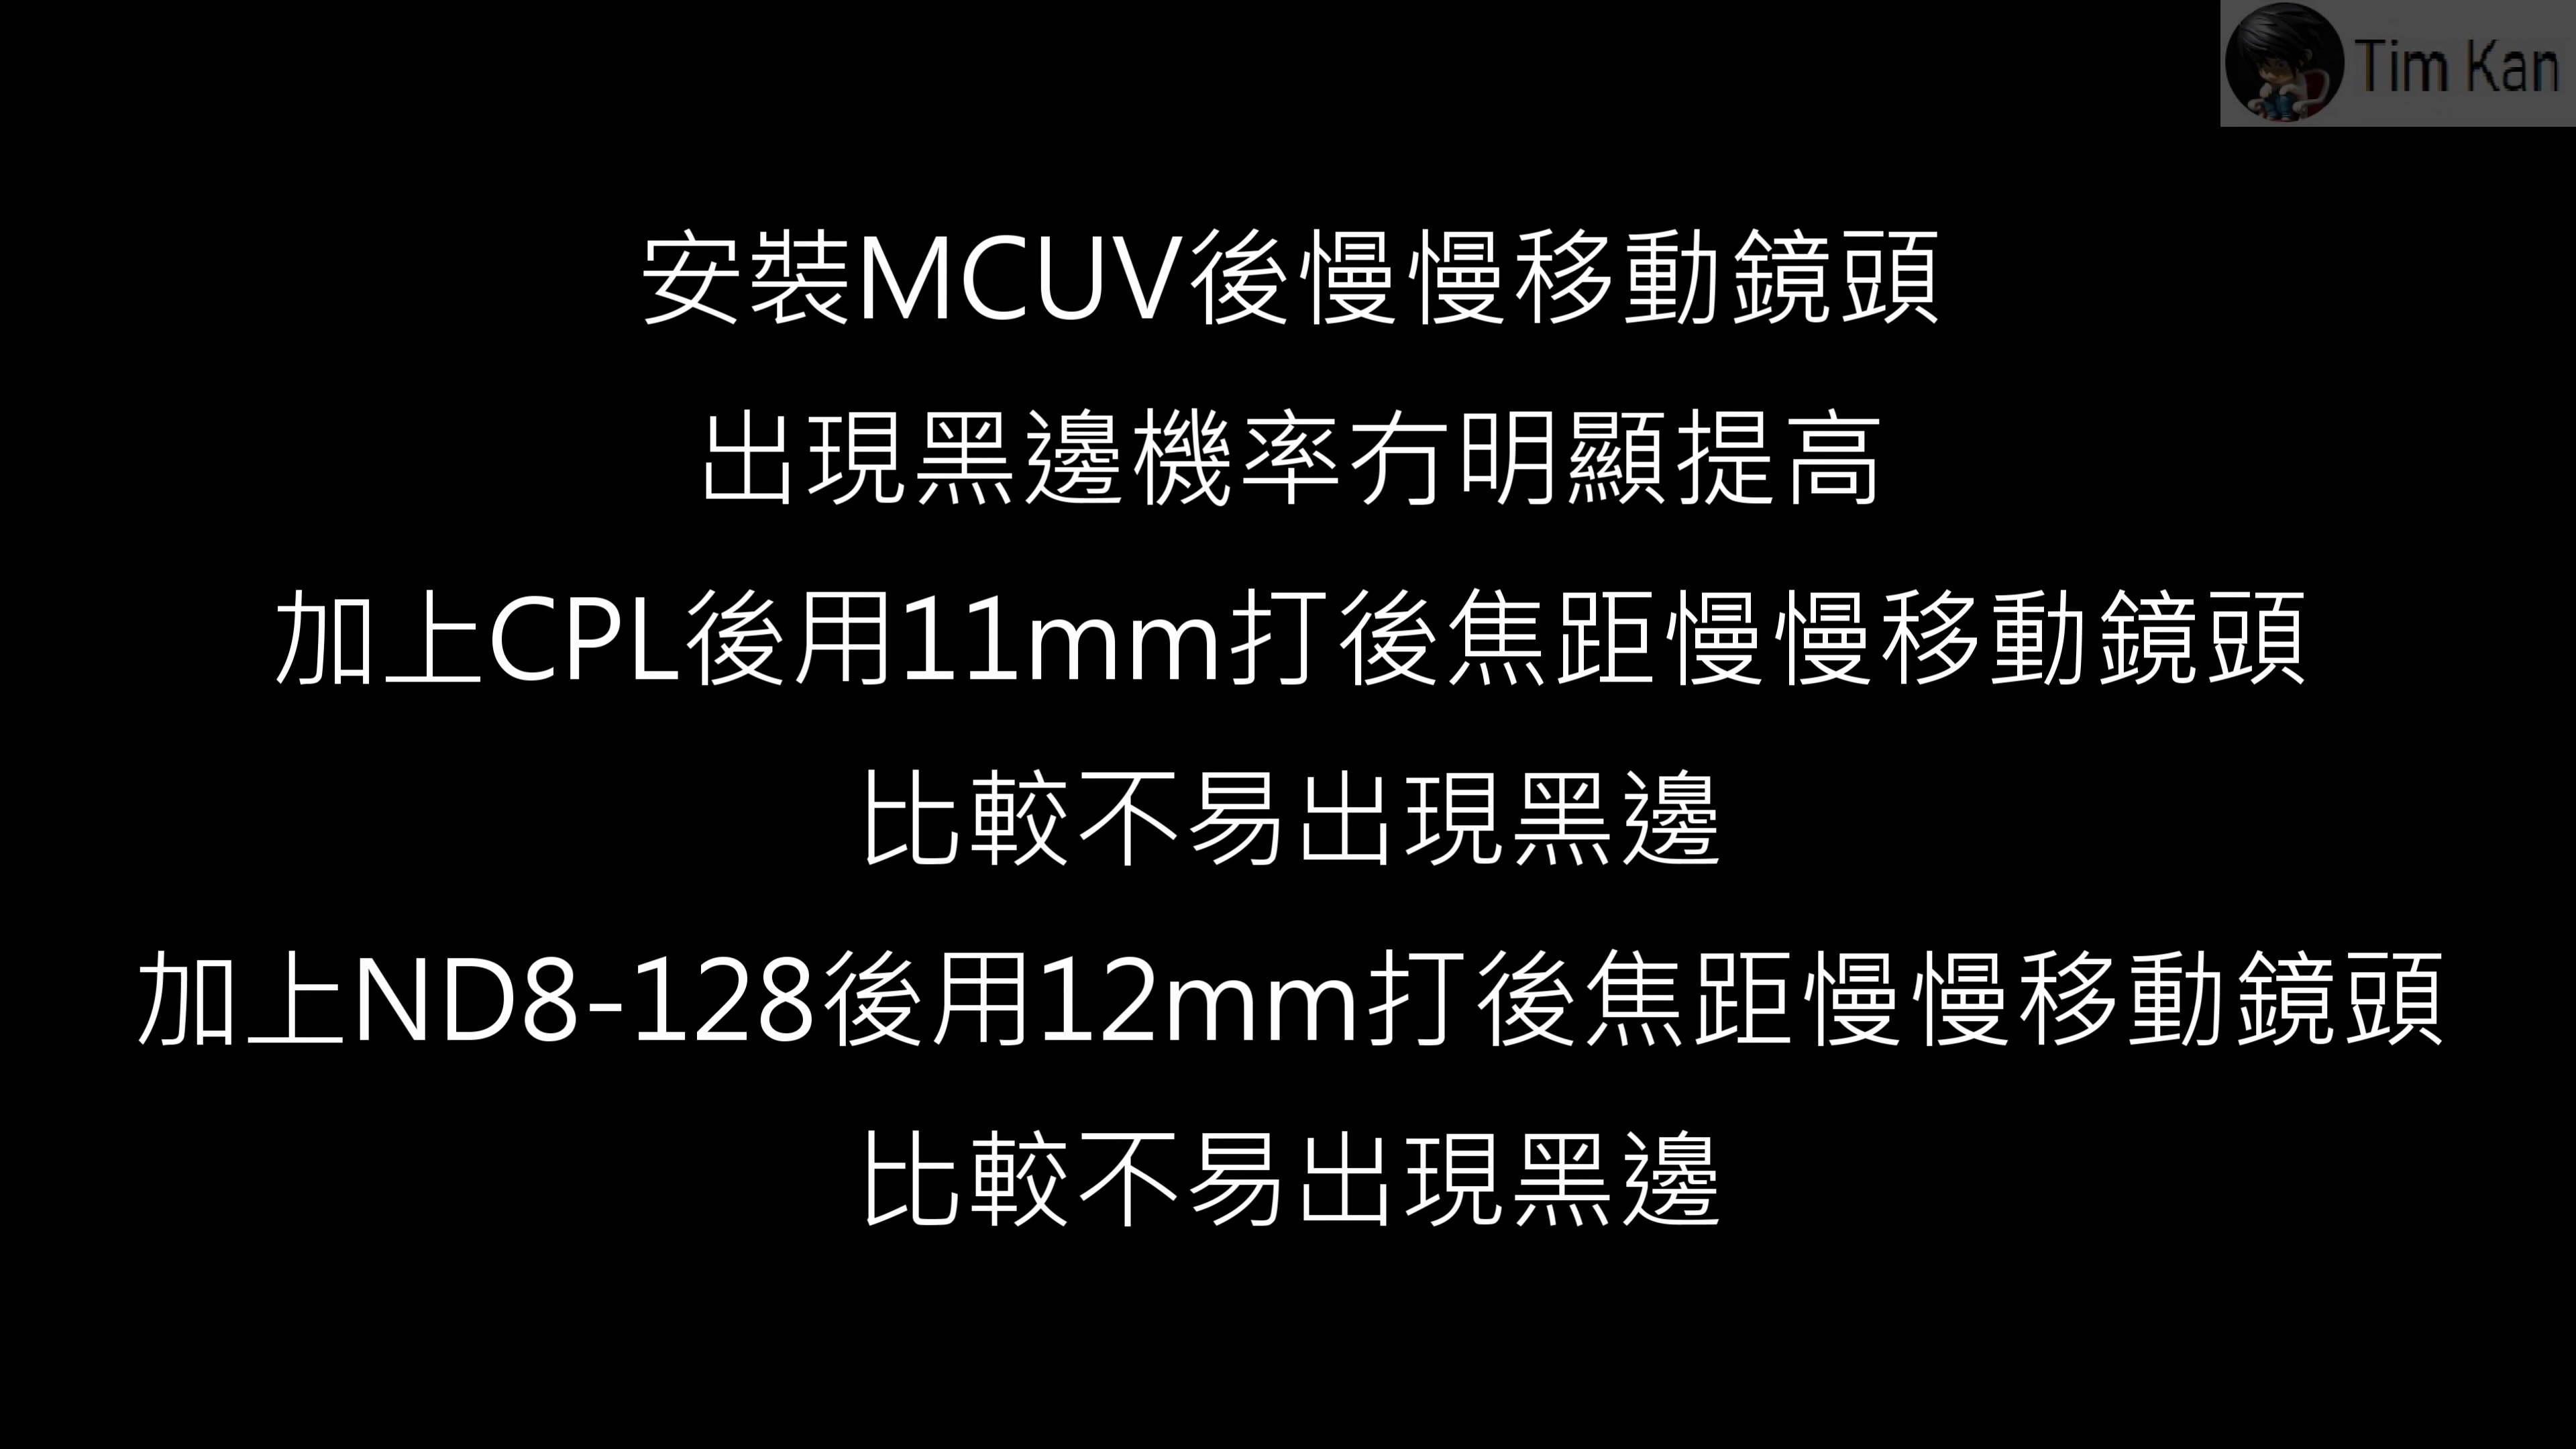 Tim Kan
安裝MCUV後慢慢移動鏡頭
出現黑邊機率冇明顯提高
加上CPL後用11mm打後焦距慢慢移動鏡頭
比較不易出現黑邊
加上ND8-128後用12mm打後焦距慢慢移動鏡頭
比較不易出現黑邊